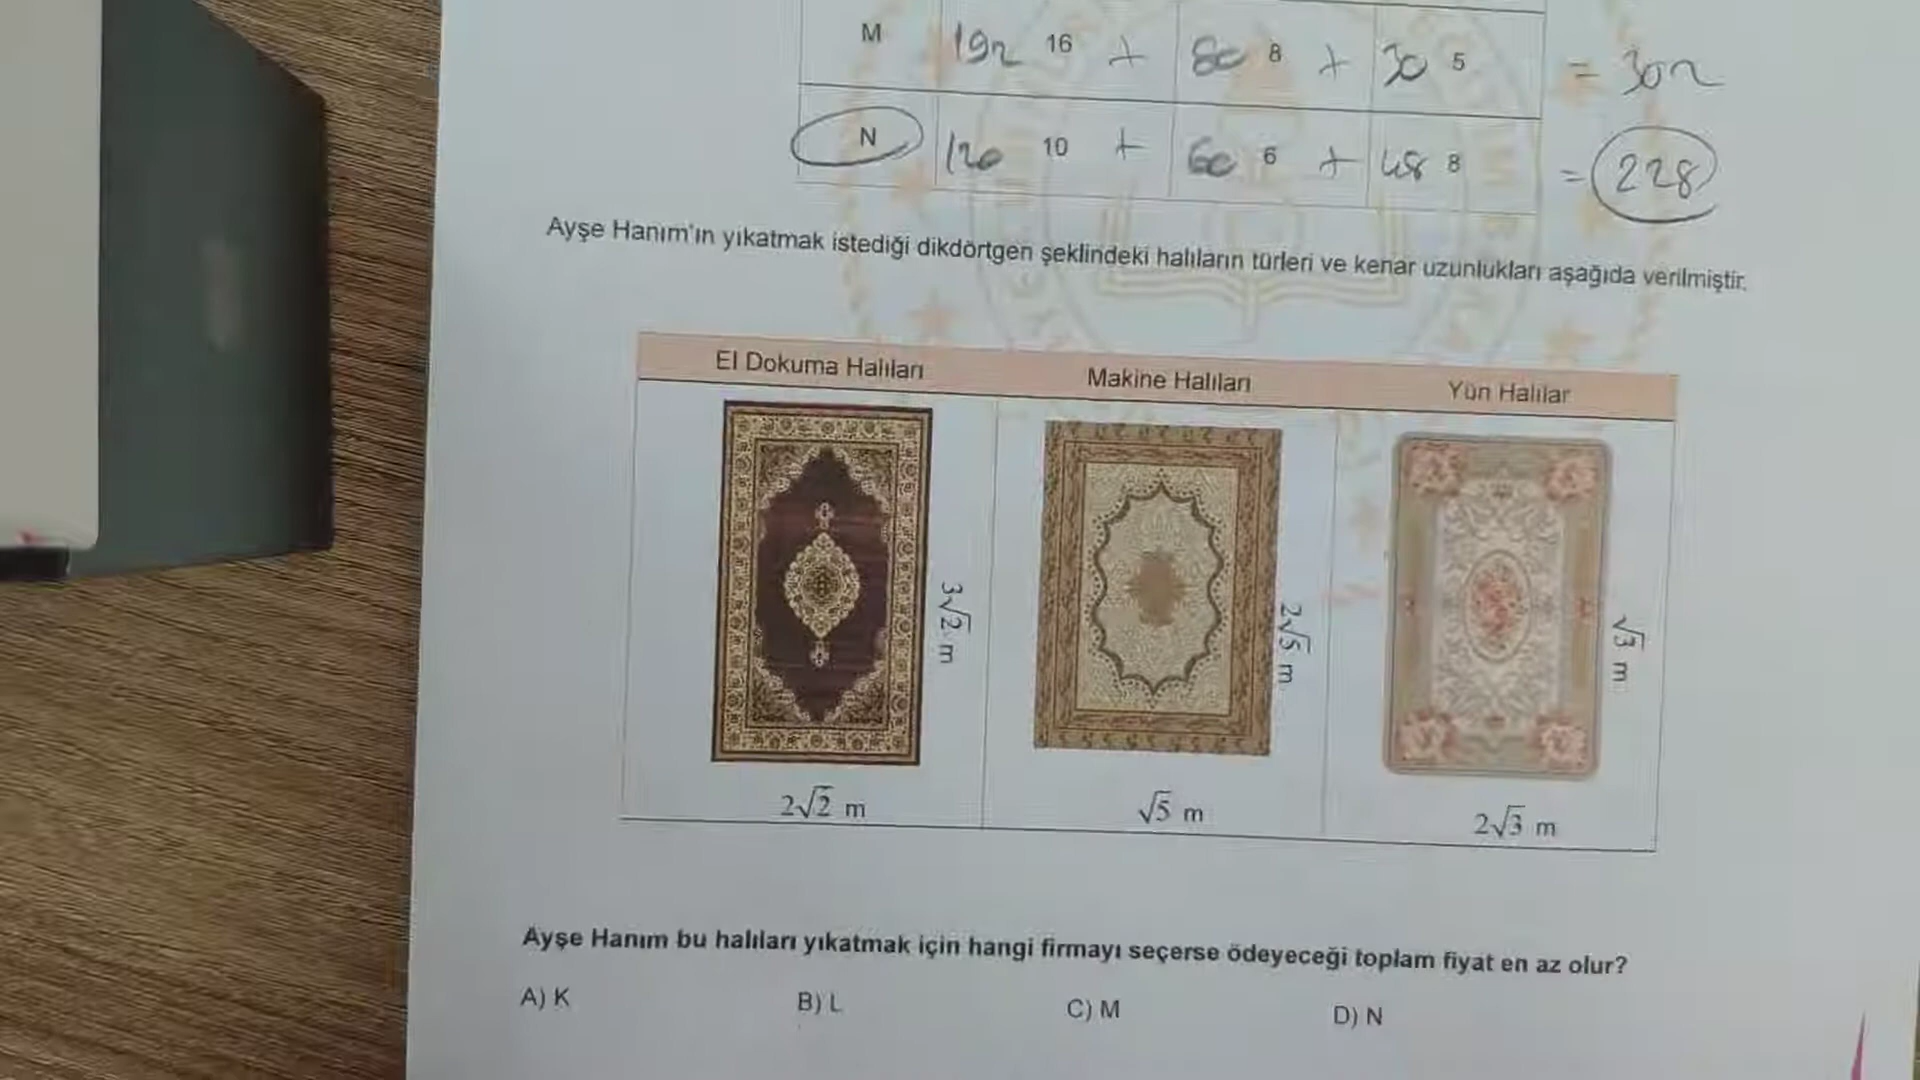 M 192 16 + 80 8 + 30 5 = 302
N 120 10 + 60 6 + 48 8 = 228
Ayşe Hanım'ın yıkatmak istediği dikdörtgen şeklindeki halıların türleri ve kenar uzunlukları aşağıda verilmiştir.
El Dokuma Halıları Makine Halıları Yün Halılar
3√2 m 2√5 m √3 m
2√2 m √5 m 2√3 m
Ayşe Hanım bu halıları yıkatmak için hangi firmayı seçerse ödeyeceği toplam fiyat en az olur?
A) K B) L C) M D) N